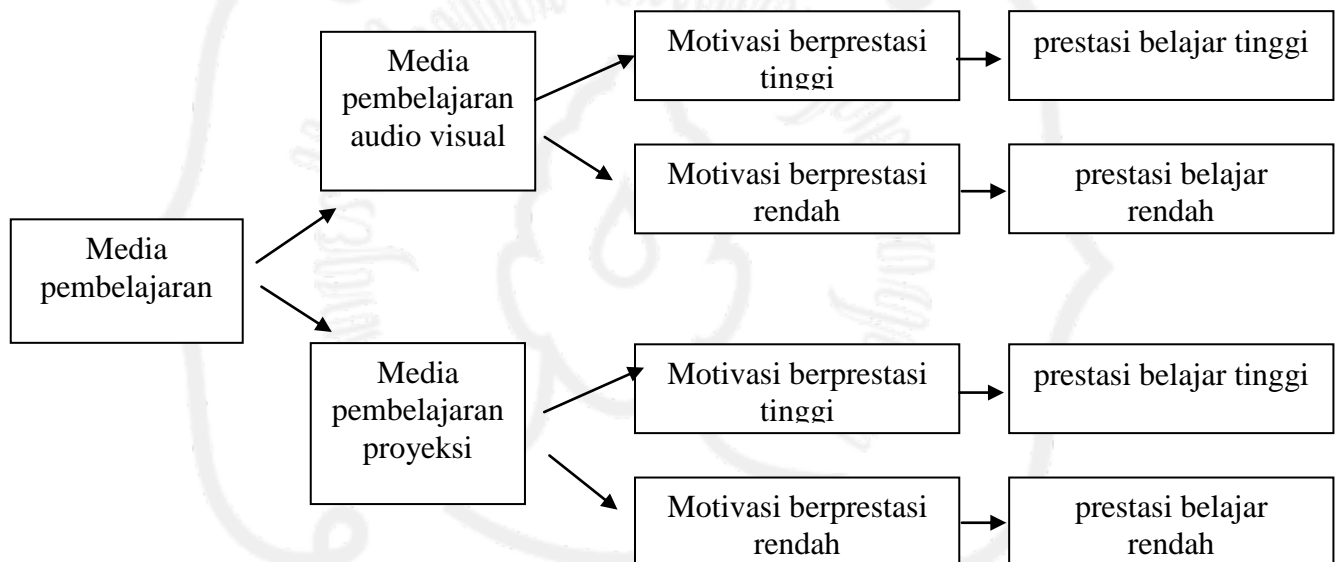 Media
pembelajaran
Media
pembelajaran
audio visual
Motivasi berprestasi
tinggi
prestasi belajar tinggi
Motivasi berprestasi
rendah
prestasi belajar
rendah
Media
pembelajaran
proyeksi
Motivasi berprestasi
tinggi
prestasi belajar tinggi
Motivasi berprestasi
rendah
prestasi belajar
rendah